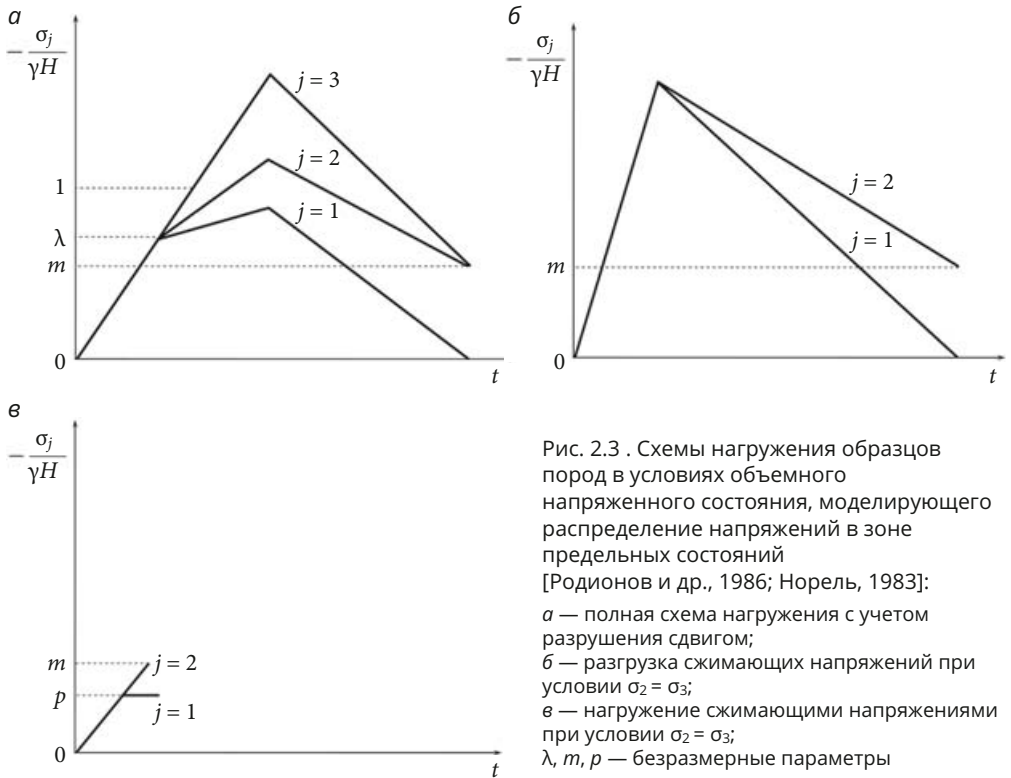 а
− σj / γH
j = 3
j = 2
1
j = 1
λ
m
0
t
б
− σj / γH
j = 2
j = 1
m
0
t
в
− σj / γH
m
j = 2
p
j = 1
0
t
Рис. 2.3 . Схемы нагружения образцов
пород в условиях объемного
напряженного состояния, моделирующего
распределение напряжений в зоне
предельных состояний
[Родионов и др., 1986; Норель, 1983]:
а — полная схема нагружения с учетом
разрушения сдвигом;
б — разгрузка сжимающих напряжений при
условии σ2 = σ3;
в — нагружение сжимающими напряжениями
при условии σ2 = σ3;
λ, m, p — безразмерные параметры